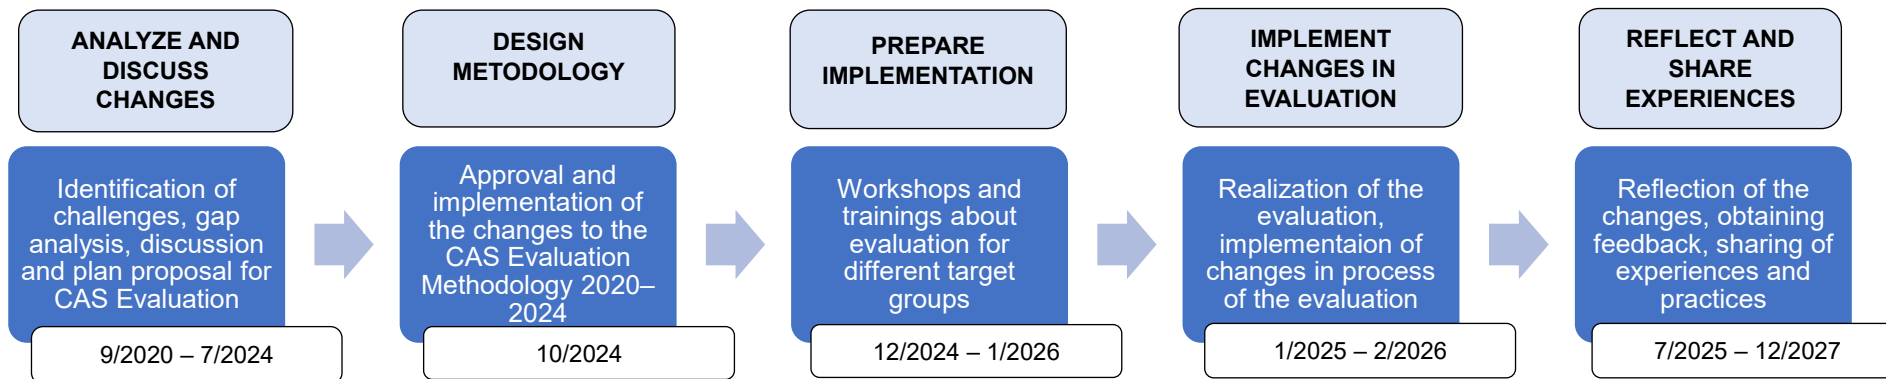 ANALYZE AND
DISCUSS
CHANGES
Identification of
challenges, gap
analysis, discussion
and plan proposal for
CAS Evaluation
9/2020 – 7/2024
DESIGN
METODOLOGY
Approval and
implementation of
the changes to the
CAS Evaluation
Methodology 2020–
2024
10/2024
PREPARE
IMPLEMENTATION
Workshops and
trainings about
evaluation for
different target
groups
12/2024 – 1/2026
IMPLEMENT
CHANGES IN
EVALUATION
Realization of the
evaluation,
implementaion of
changes in process
of the evaluation
1/2025 – 2/2026
REFLECT AND
SHARE
EXPERIENCES
Reflection of the
changes, obtaining
feedback, sharing of
experiences and
practices
7/2025 – 12/2027